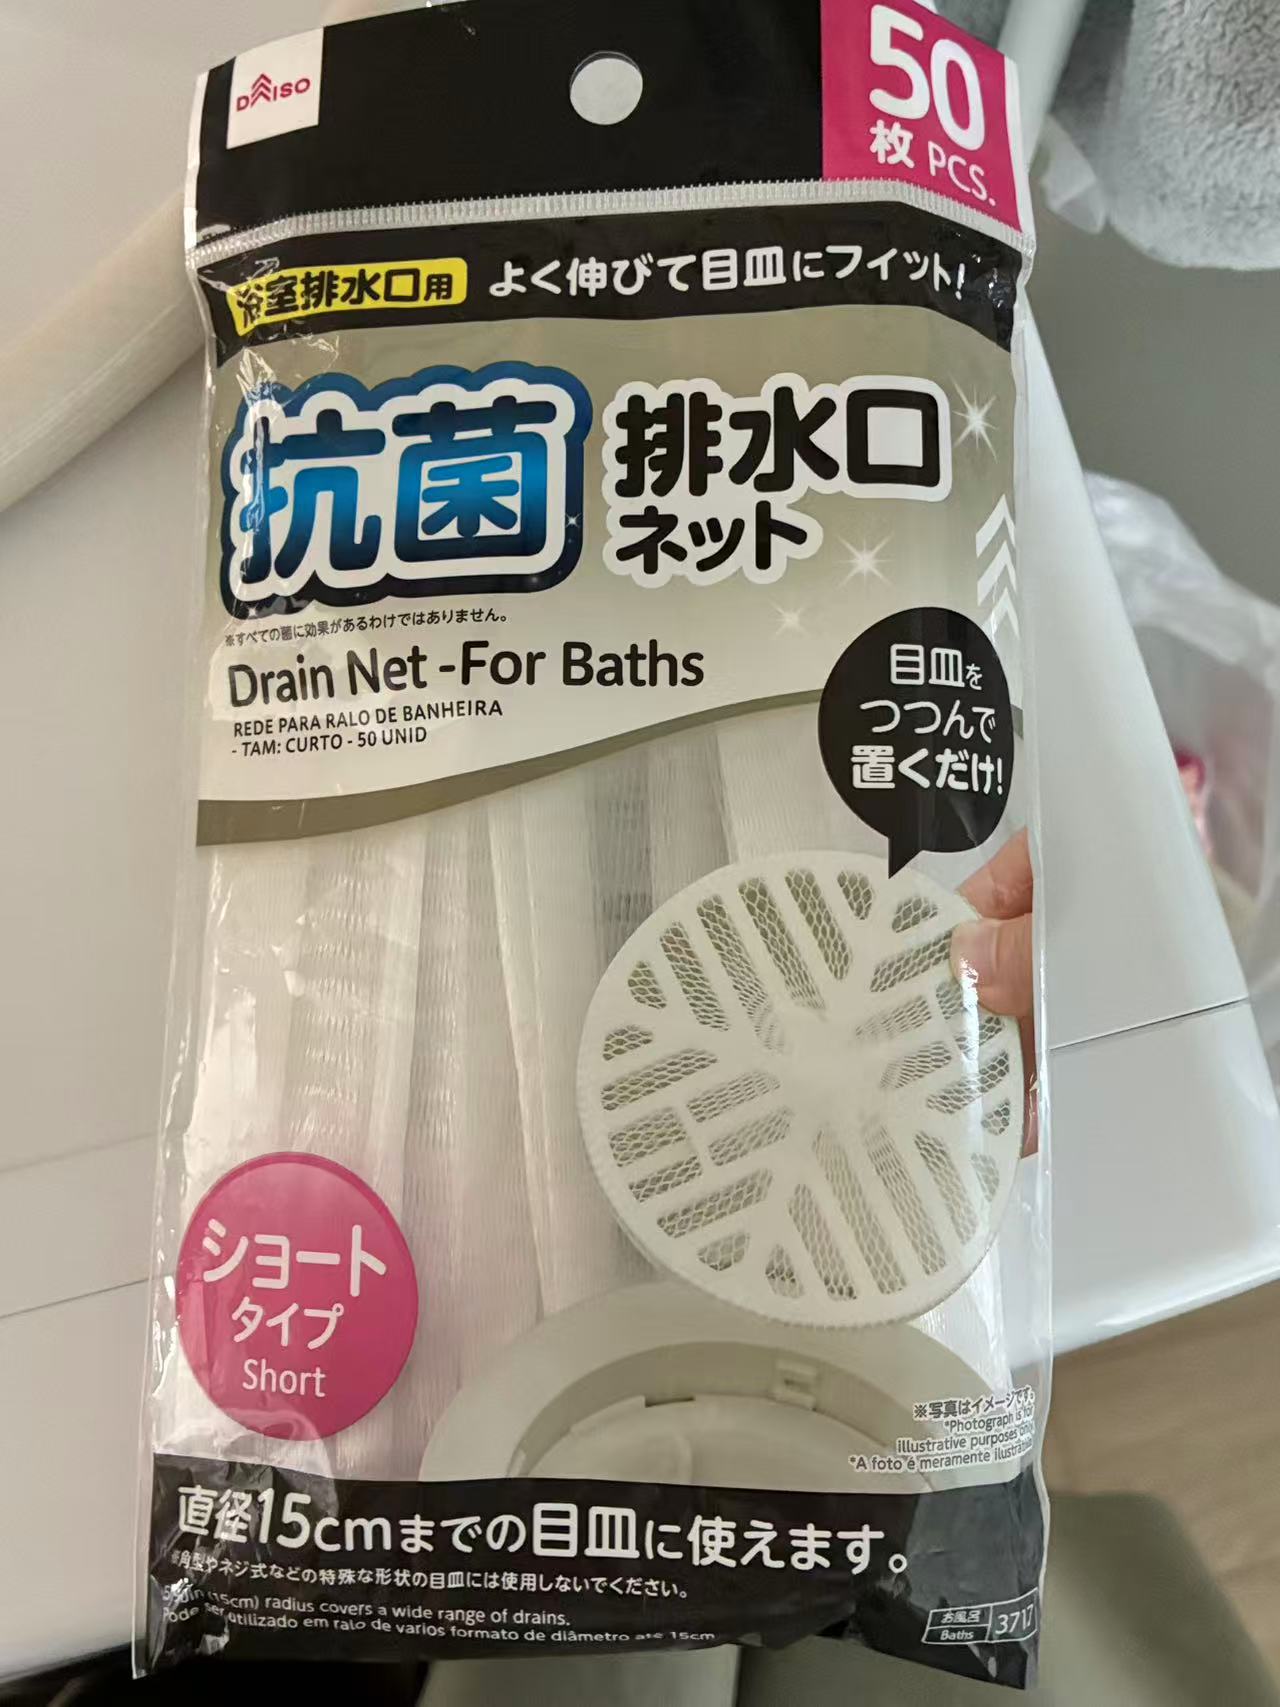 DAISO
50
枚 PCS.
浴室排水口用 よく伸びて目皿にフィット!
抗菌 排水口
ネット
※すべての菌に効果があるわけではありません。
Drain Net -For Baths
REDE PARA RALO DE BANHEIRA
- TAM: CURTO - 50 UNID
目皿を
つつんで
置くだけ!
ショート
タイプ
Short
※写真はイメージです。
*Photograph is for
illustrative purposes only
*A foto é meramente
直径15cmまでの目皿に使えます。
※角型やネジ式などの特殊な形状の目皿には使用しないでください。
(15cm) radius covers a wide range of drains.
Pode ser utilizado em ralo de varios formato de diâmetro até 15cm
お風呂
Baths
3717